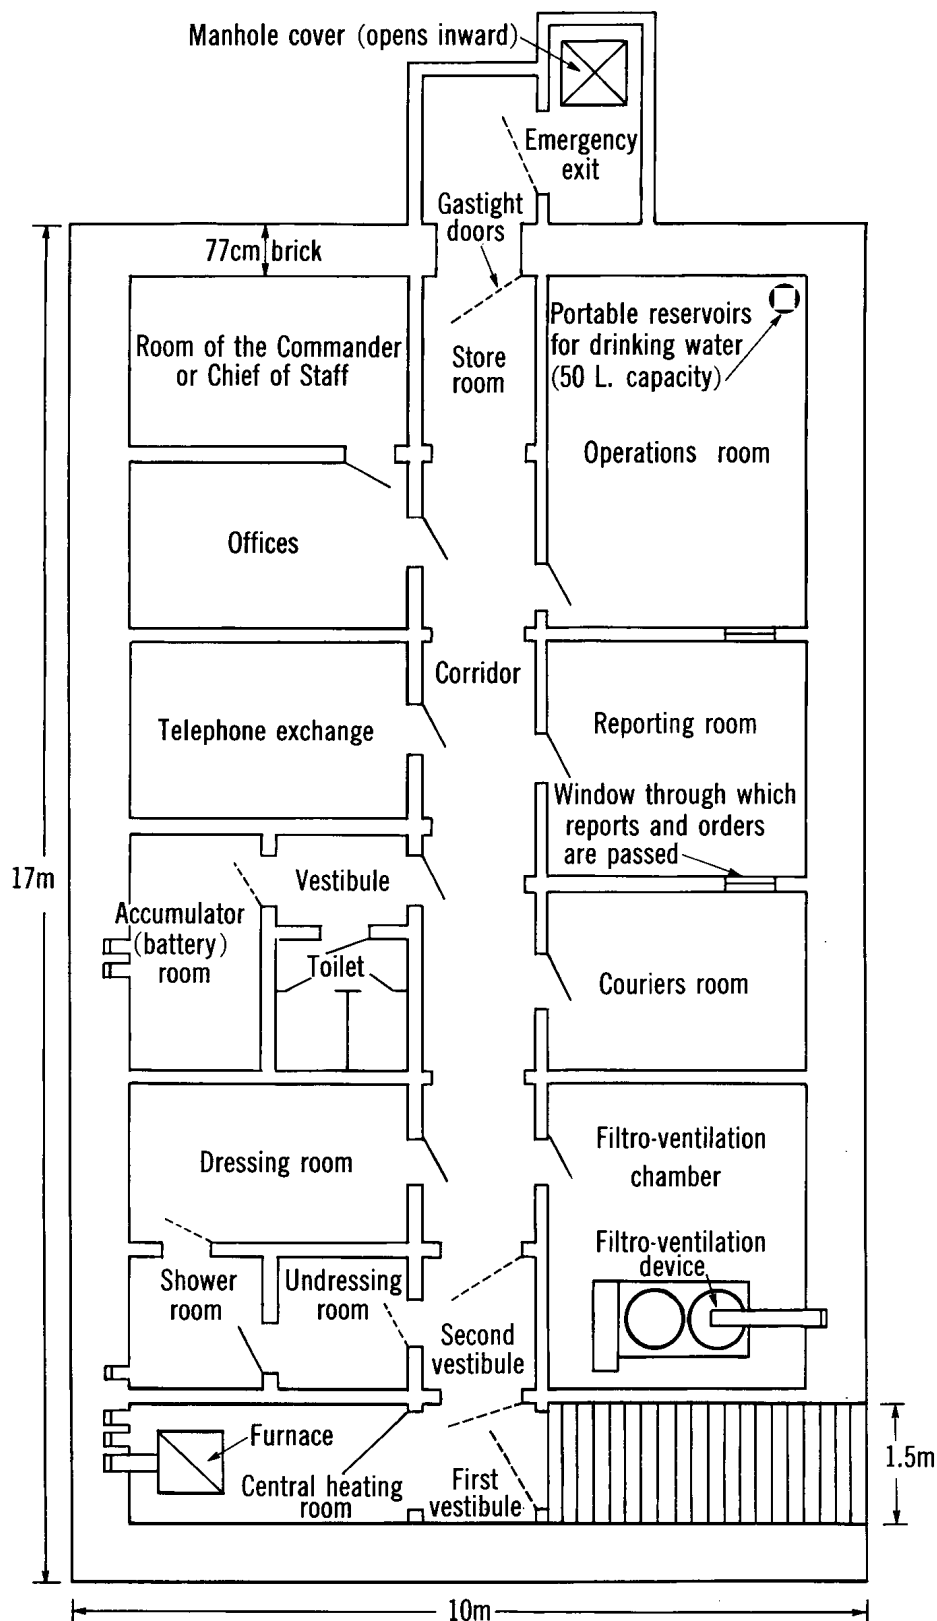 Manhole cover (opens inward)
Emergency
exit
Gastight
doors
77cm brick
Room of the Commander
or Chief of Staff
Store
room
Portable reservoirs
for drinking water
(50 L. capacity)
Operations room
Offices
Corridor
Telephone exchange
Reporting room
Window through which
reports and orders
are passed
17m
Vestibule
Accumulator
(battery)
room
Toilet
Couriers room
Dressing room
Filtro-ventilation
chamber
Filtro-ventilation
device
Shower
room
Undressing
room
Second
vestibule
Furnace
Central heating
room
First
vestibule
1.5m
10m